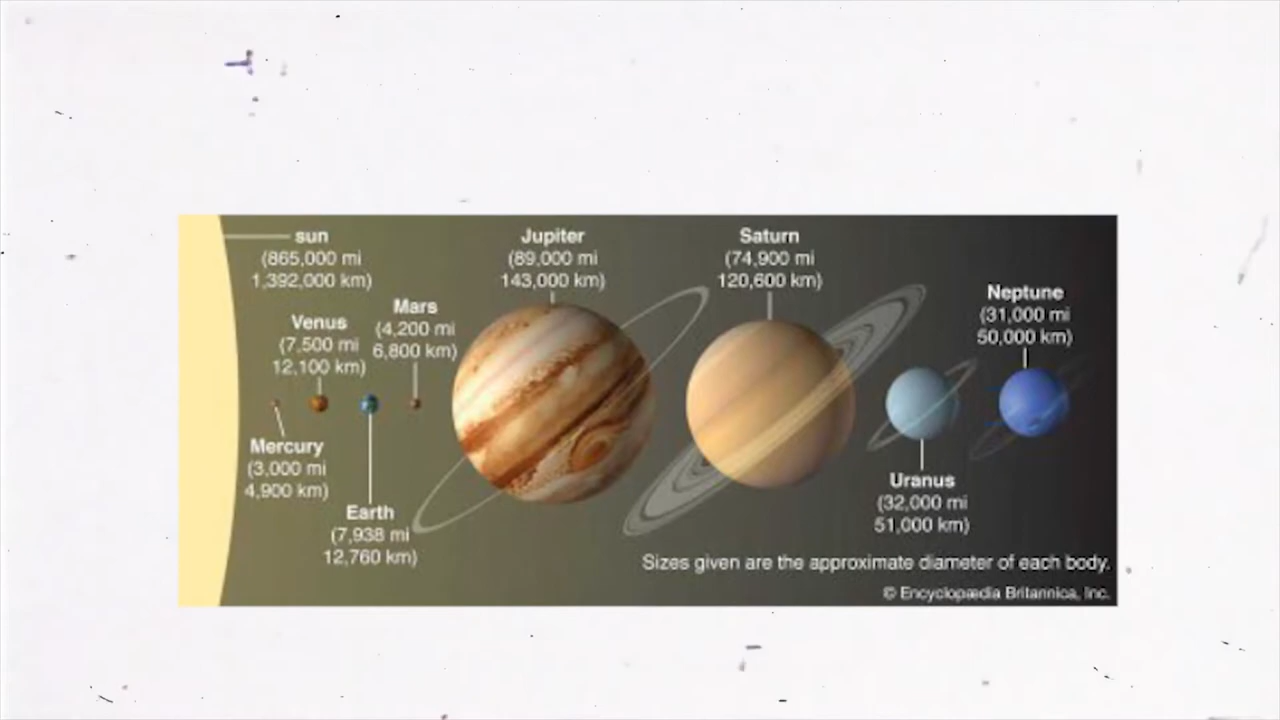 sun
(865,000 mi
1,392,000 km)
Mercury
(3,000 mi
4,900 km)
Venus
(7,500 mi
12,100 km)
Earth
(7,938 mi
12,760 km)
Mars
(4,200 mi
6,800 km)
Jupiter
(89,000 mi
143,000 km)
Saturn
(74,900 mi
120,600 km)
Uranus
(32,000 mi
51,000 km)
Neptune
(31,000 mi
50,000 km)
Sizes given are the approximate diameter of each body.
© Encyclopædia Britannica, Inc.